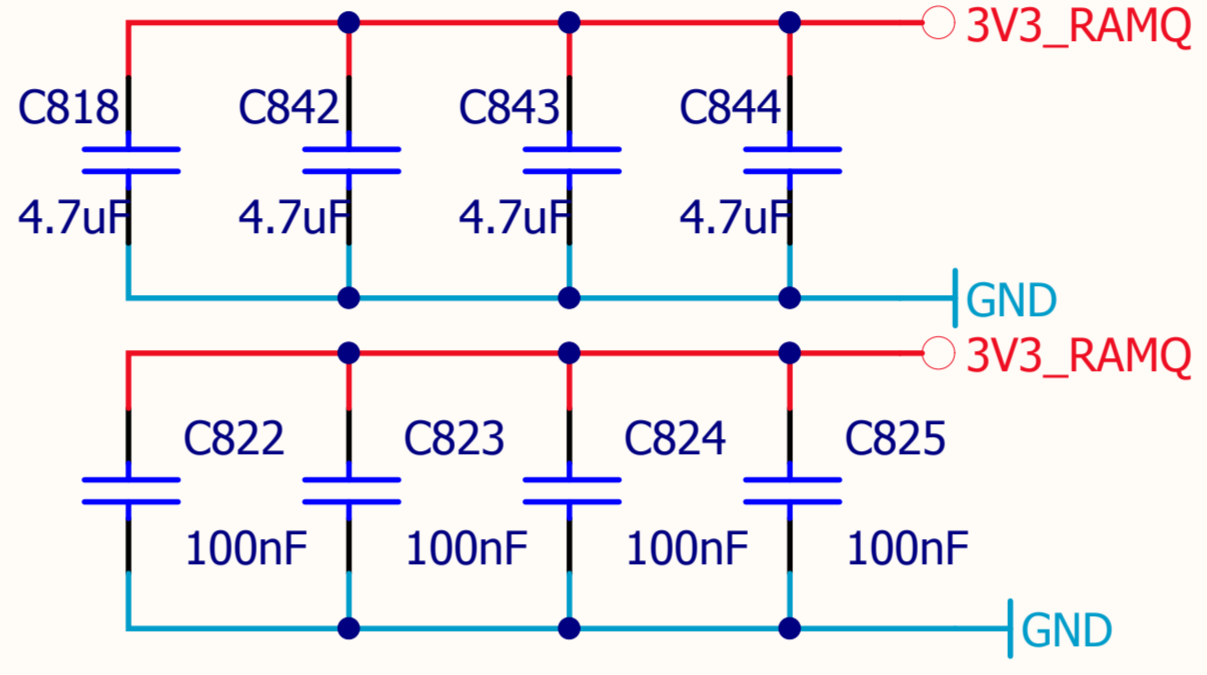 3V3_RAMQ
C818 C842 C843 C844
4.7uF 4.7uF 4.7uF 4.7uF
GND
3V3_RAMQ
C822 C823 C824 C825
100nF 100nF 100nF 100nF
GND